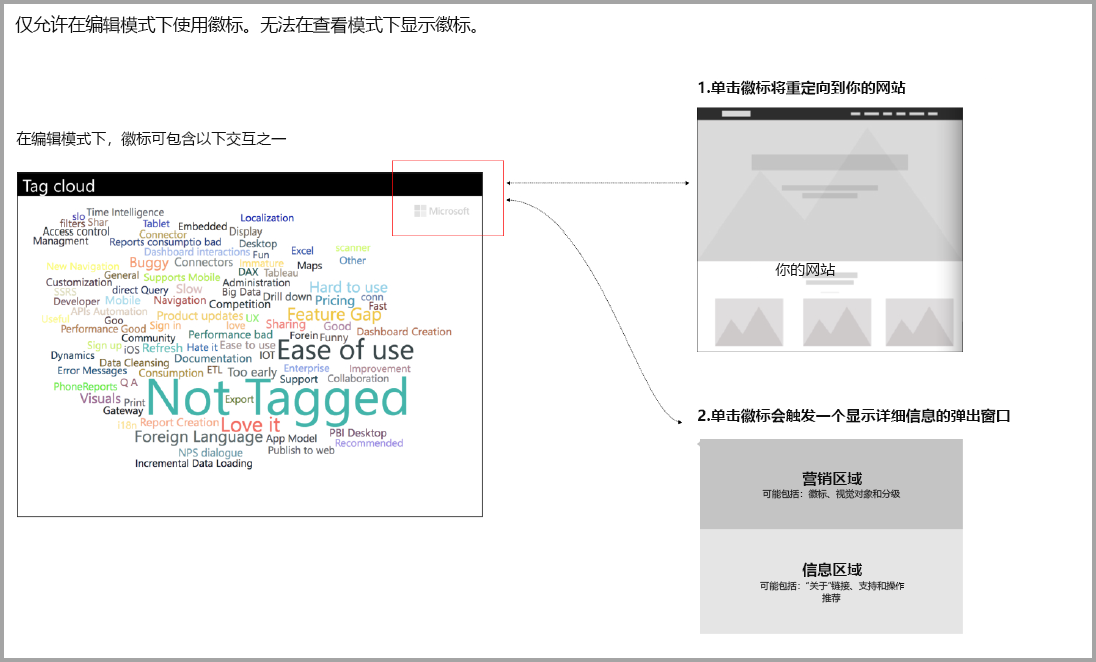 仅允许在编辑模式下使用徽标。无法在查看模式下显示徽标。
在编辑模式下，徽标可包含以下交互之一
Tag cloud
Microsoft
slo Time Intelligence
filters Shar Tablet Embedded Localization
Access control Connector Display
Managment Reports consumptio bad Desktop
Dashboard interactions Fun Excel scanner
New Navigation Buggy Connectors Immature Maps Other
General Supports Mobile DAX Tableau
Customization direct Query Slow Administration Hard to use
SSRS Big Data Drill down
Developer Mobile Navigation Competition Pricing conn
APIs Automation Fast
Useful Goo Product updates UX Feature Gap
Performance Good Sign in love Sharing Good Dashboard Creation
Community Performance bad Forein Funny
Sign up iOS Refresh Hate it Ease to use Ease of use
Dynamics Data Cleansing Documentation IOT
Error Messages Consumption ETL Too early Enterprise Improvement
PhoneReports Q A Support Collaboration
Visuals Print Not Tagged Export
Gateway
i18n Report Creation Love it
Foreign Language App Model PBI Desktop
NPS dialogue Publish to web Recommended
Incremental Data Loading
1.单击徽标将重定向到你的网站
你的网站
2.单击徽标会触发一个显示详细信息的弹出窗口
营销区域
可能包括：徽标、视觉对象和分级
信息区域
可能包括：“关于”链接、支持和操作
推荐